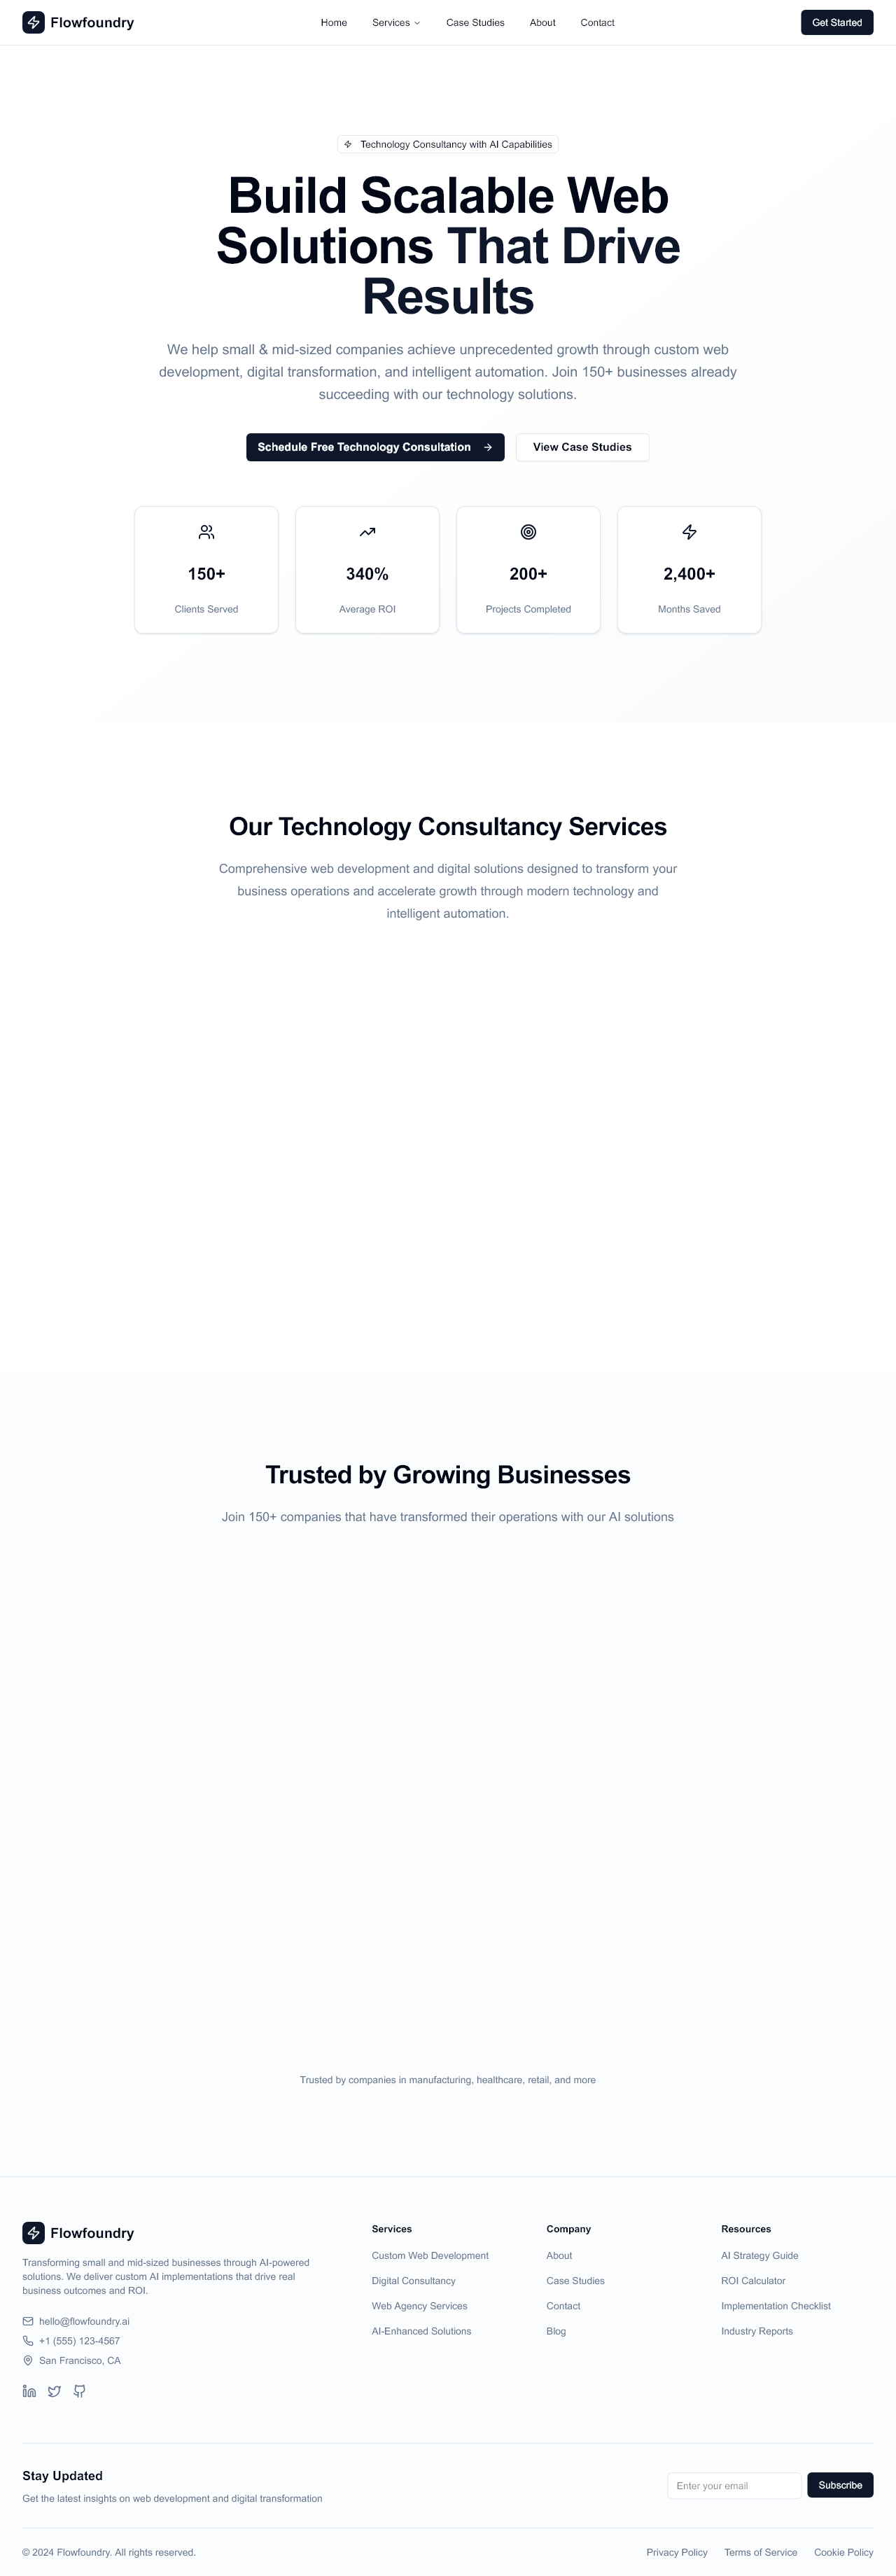 Flowfoundry
Home
Services
Case Studies
About
Contact
Get Started
Technology Consultancy with AI Capabilities
Build Scalable Web
Solutions That Drive
Results
We help small & mid-sized companies achieve unprecedented growth through custom web
development, digital transformation, and intelligent automation. Join 150+ businesses already
succeeding with our technology solutions.
Schedule Free Technology Consultation
View Case Studies
150+
Clients Served
340%
Average ROI
200+
Projects Completed
2,400+
Months Saved
Our Technology Consultancy Services
Comprehensive web development and digital solutions designed to transform your
business operations and accelerate growth through modern technology and
intelligent automation.
Trusted by Growing Businesses
Join 150+ companies that have transformed their operations with our AI solutions
Trusted by companies in manufacturing, healthcare, retail, and more
Flowfoundry
Transforming small and mid-sized businesses through AI-powered
solutions. We deliver custom AI implementations that drive real
business outcomes and ROI.
hello@flowfoundry.ai
+1 (555) 123-4567
San Francisco, CA
Services
Custom Web Development
Digital Consultancy
Web Agency Services
AI-Enhanced Solutions
Company
About
Case Studies
Contact
Blog
Resources
AI Strategy Guide
ROI Calculator
Implementation Checklist
Industry Reports
Stay Updated
Get the latest insights on web development and digital transformation
Enter your email
Subscribe
© 2024 Flowfoundry. All rights reserved.
Privacy Policy
Terms of Service
Cookie Policy